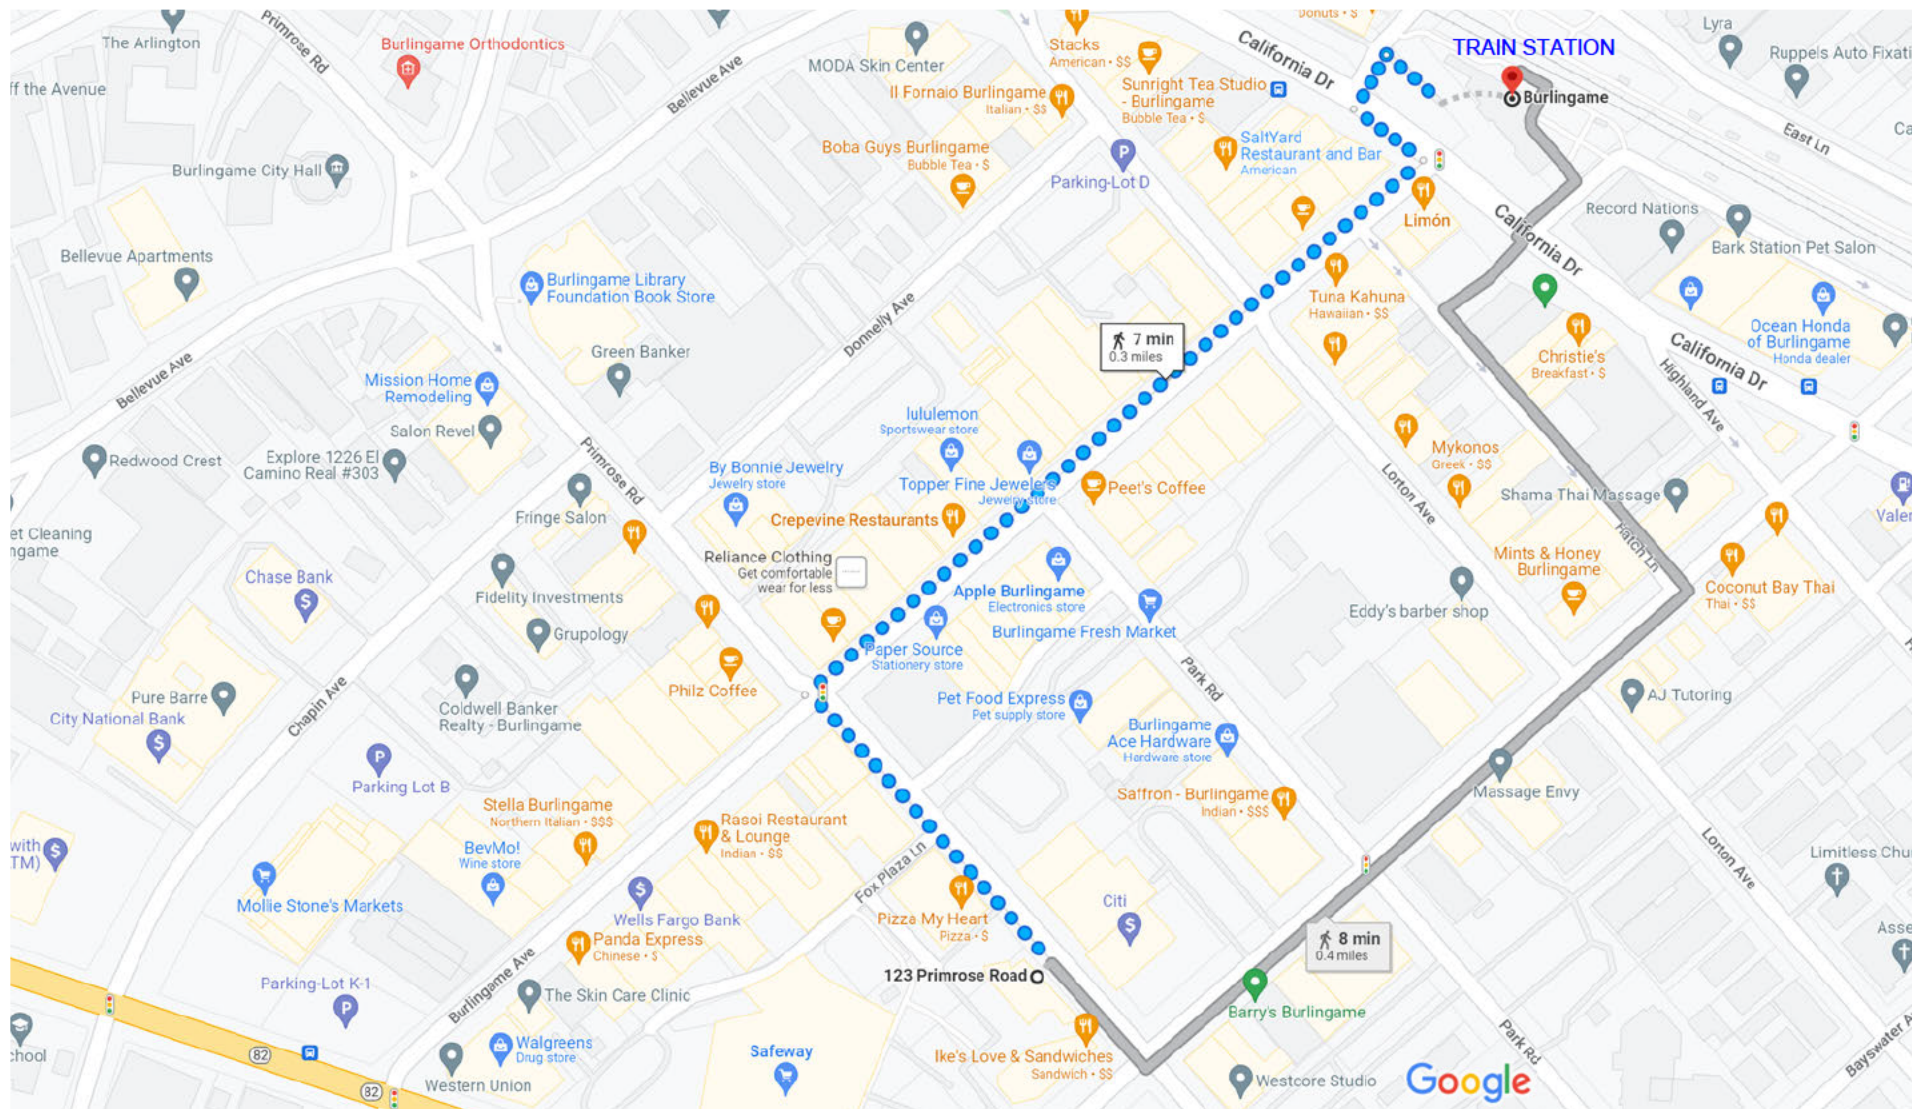 The Arlington
Primrose Rd
Burlingame Orthodontics
ff the Avenue
MODA Skin Center
Bellevue Ave
Stacks
American • $$
Donuts • $
California Dr
TRAIN STATION
Lyra
Ruppels Auto Fixati
Il Fornaio Burlingame
Italian • $$
Sunright Tea Studio
- Burlingame
Bubble Tea • $
Burlingame
East Ln
Ca
Boba Guys Burlingame
Bubble Tea • $
SaltYard
Restaurant and Bar
American
Burlingame City Hall
P
Parking-Lot D
Limón
California Dr
Record Nations
Bark Station Pet Salon
Bellevue Apartments
Burlingame Library
Foundation Book Store
Tuna Kahuna
Hawaiian • $$
Donnelly Ave
7 min
0.3 miles
Green Banker
Christie's
Breakfast • $
California Dr
Ocean Honda
of Burlingame
Honda dealer
Bellevue Ave
Mission Home
Remodeling
Highland Ave
Salon Revel
lululemon
Sportswear store
Mykonos
Greek • $$
Redwood Crest
Explore 1226 El
Camino Real #303
Primrose Rd
By Bonnie Jewelry
Jewelry store
Topper Fine Jewelers
Jewelry store
Peet's Coffee
Lorton Ave
Shama Thai Massage
Valer
Fringe Salon
Crepevine Restaurants
et Cleaning
ngame
Hatch Ln
Reliance Clothing
Get comfortable
wear for less
Mints & Honey
Burlingame
Chase Bank
$
Fidelity Investments
Apple Burlingame
Electronics store
Coconut Bay Thai
Thai • $$
Eddy's barber shop
Grupology
Burlingame Fresh Market
Paper Source
Stationery store
Park Rd
Philz Coffee
Pure Barre
City National Bank
$
Chapin Ave
Coldwell Banker
Realty - Burlingame
Pet Food Express
Pet supply store
AJ Tutoring
Burlingame
Ace Hardware
Hardware store
P
Parking Lot B
Massage Envy
Saffron - Burlingame
Indian • $$$
Stella Burlingame
Northern Italian • $$$
Rasoi Restaurant
& Lounge
Indian • $$
with
TM)
$
BevMo!
Wine store
Fox Plaza Ln
Lorton Ave
Limitless Chu
Mollie Stone's Markets
$
Wells Fargo Bank
Pizza My Heart
Pizza • $
Citi
$
Panda Express
Chinese • $
8 min
0.4 miles
Asse
123 Primrose Road
Parking-Lot K-1
P
Burlingame Ave
The Skin Care Clinic
Barry's Burlingame
chool
82
Walgreens
Drug store
Safeway
Ike's Love & Sandwiches
Sandwich • $$
Park Rd
Bayswater A
Western Union
82
Westcore Studio
Google